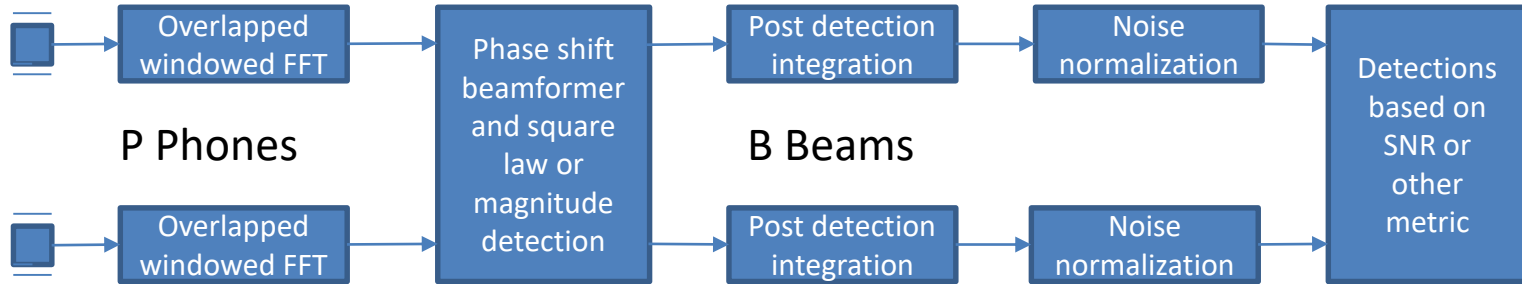 Overlapped
windowed FFT
Phase shift
beamformer
and square
law or
magnitude
detection
Post detection
integration
Noise
normalization
Detections
based on
SNR or
other
metric
P Phones
B Beams
Overlapped
windowed FFT
Post detection
integration
Noise
normalization